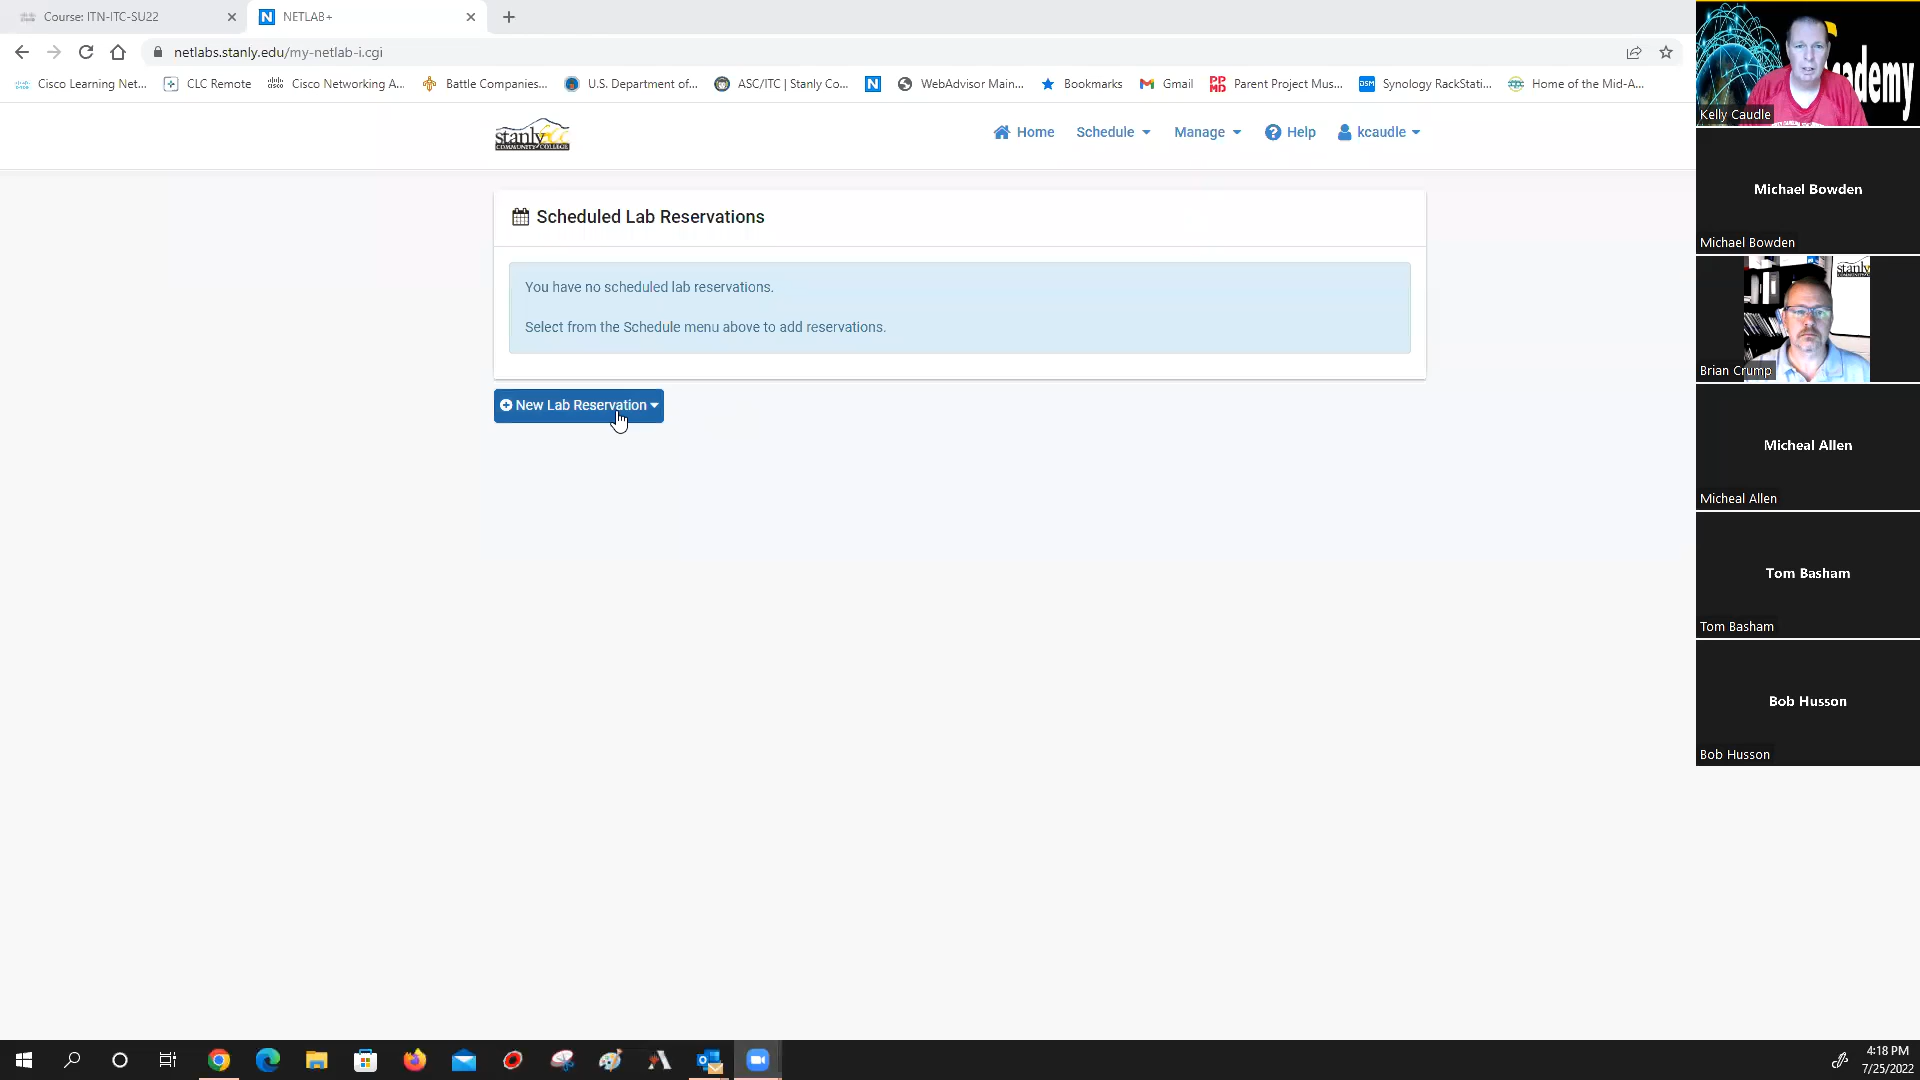 Course: ITN-ITC-SU22
NETLAB+
netlabs.stanly.edu/my-netlab-i.cgi
Cisco Learning Net...
CLC Remote
Cisco Networking A...
Battle Companies...
U.S. Department of...
ASC/ITC | Stanly Co...
WebAdvisor Main...
Bookmarks
Gmail
Parent Project Mus...
Synology RackStati...
Home of the Mid-A...
stanly
COMMUNITY COLLEGE
Home
Schedule
Manage
Help
kcaudle
Scheduled Lab Reservations
You have no scheduled lab reservations.
Select from the Schedule menu above to add reservations.
New Lab Reservation
Kelly Caudle
Michael Bowden
Michael Bowden
stanly
Brian Crump
Micheal Allen
Micheal Allen
Tom Basham
Tom Basham
Bob Husson
Bob Husson
4:18 PM
7/25/2022